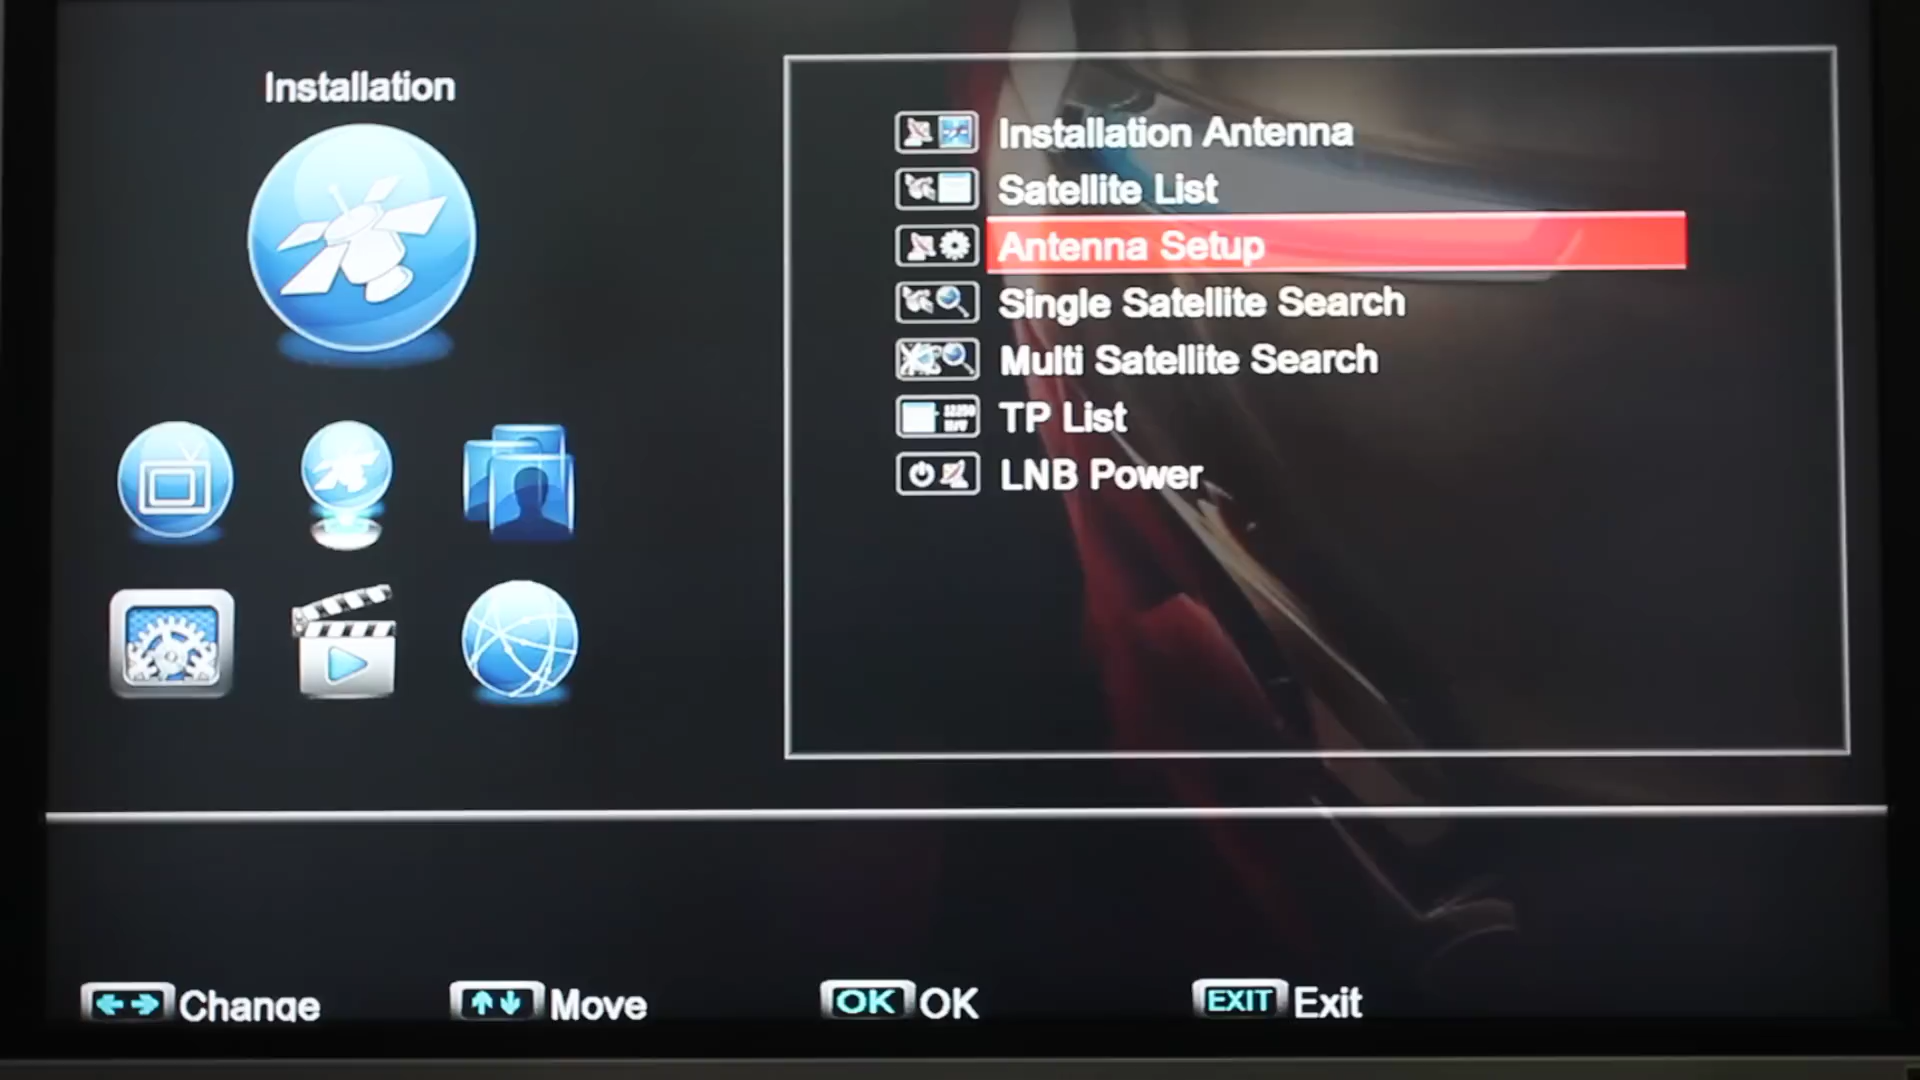 Installation
Installation Antenna
Satellite List
Antenna Setup
Single Satellite Search
Multi Satellite Search
TP List
LNB Power
Change
Move
OK OK
EXIT Exit